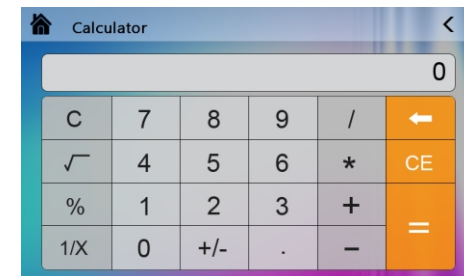 Calculator
0
C 7 8 9 /
√ 4 5 6 * CE
% 1 2 3 + =
1/X 0 +/- . −